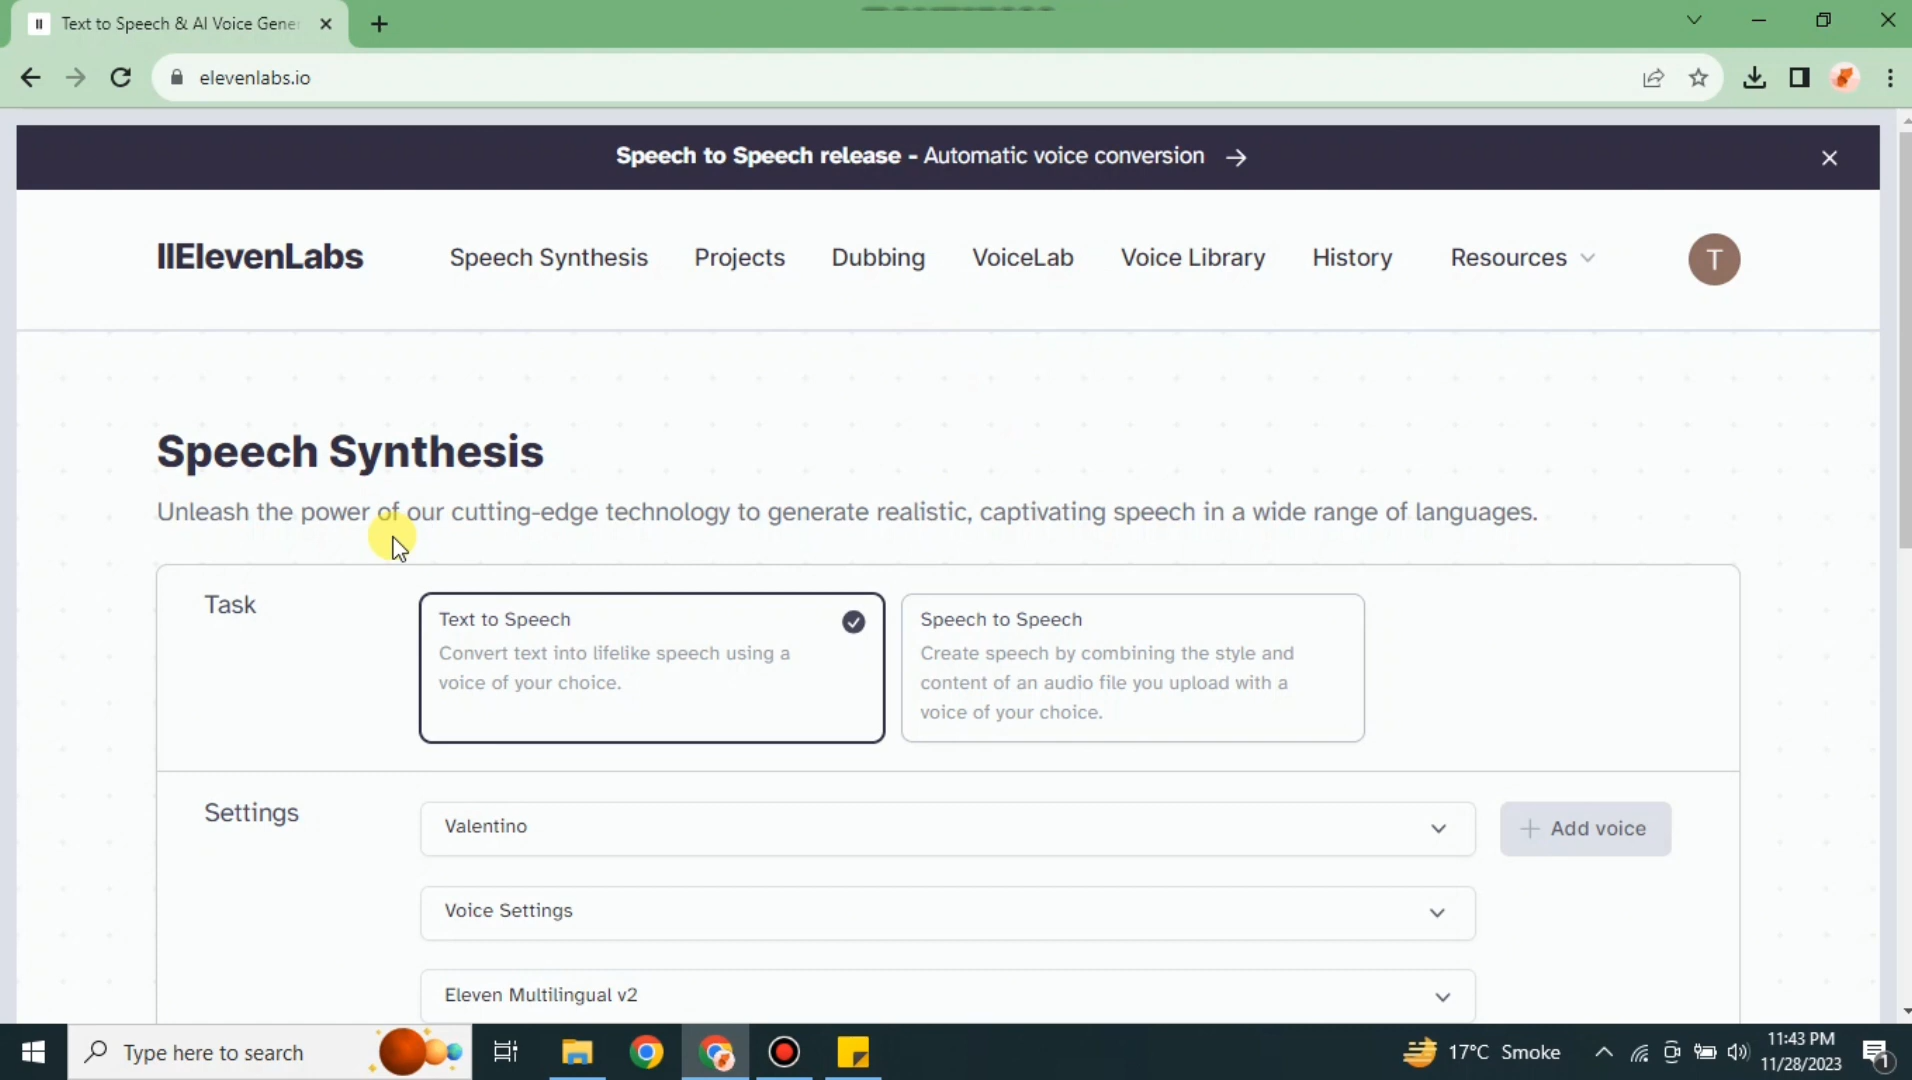 Text to Speech & AI Voice Gener
elevenlabs.io
Speech to Speech release - Automatic voice conversion →
IIElevenLabs
Speech Synthesis
Projects
Dubbing
VoiceLab
Voice Library
History
Resources
T
Speech Synthesis
Unleash the power of our cutting-edge technology to generate realistic, captivating speech in a wide range of languages.
Task
Text to Speech
Convert text into lifelike speech using a
voice of your choice.
Speech to Speech
Create speech by combining the style and
content of an audio file you upload with a
voice of your choice.
Settings
Valentino
+ Add voice
Voice Settings
Eleven Multilingual v2
Type here to search
17°C Smoke
11:43 PM
11/28/2023
1